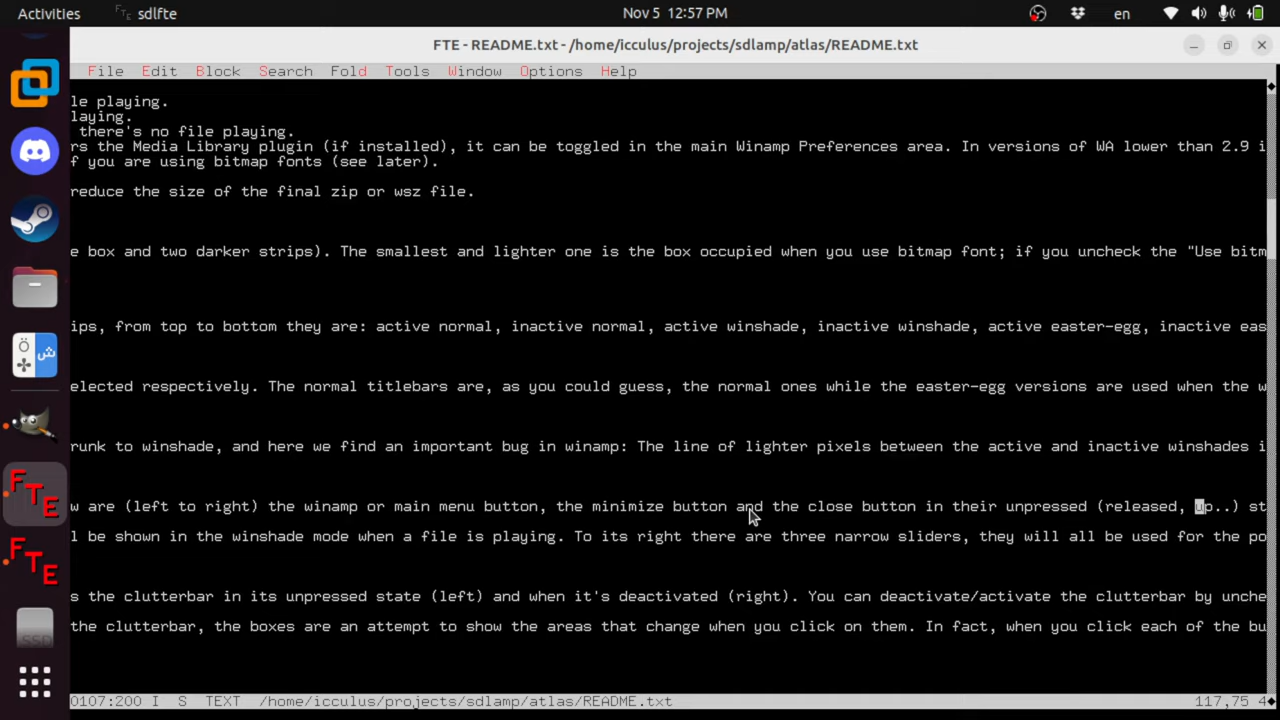 Activities
sdlfte
Nov 5 12:57 PM
en
FTE - README.txt - /home/icculus/projects/sdlamp/atlas/README.txt
File Edit Block Search Fold Tools Window Options Help
le playing.
laying.
there's no file playing.
rs the Media Library plugin (if installed), it can be toggled in the main Winamp Preferences area. In versions of WA lower than 2.9 i
f you are using bitmap fonts (see later).
reduce the size of the final zip or wsz file.
e box and two darker strips). The smallest and lighter one is the box occupied when you use bitmap font; if you uncheck the "Use bitm
ips, from top to bottom they are: active normal, inactive normal, active winshade, inactive winshade, active easter-egg, inactive eas
elected respectively. The normal titlebars are, as you could guess, the normal ones while the easter-egg versions are used when the w
runk to winshade, and here we find an important bug in winamp: The line of lighter pixels between the active and inactive winshades i
w are (left to right) the winamp or main menu button, the minimize button and the close button in their unpressed (released, up..) st
l be shown in the winshade mode when a file is playing. To its right there are three narrow sliders, they will all be used for the po
s the clutterbar in its unpressed state (left) and when it's deactivated (right). You can deactivate/activate the clutterbar by unche
the clutterbar, the boxes are an attempt to show the areas that change when you click on them. In fact, when you click each of the bu
0107:200 I S TEXT /home/icculus/projects/sdlamp/atlas/README.txt 117,75 4
FTE
FTE
SSD